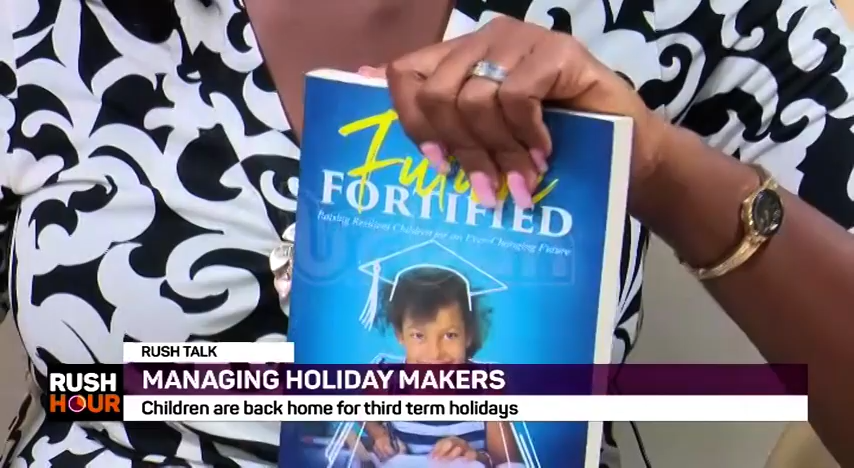 Future
FORTIFIED
Raising Resilient Children for an Ever-Changing Future
RUSH TALK
RUSH
HOUR
MANAGING HOLIDAY MAKERS
Children are back home for third term holidays